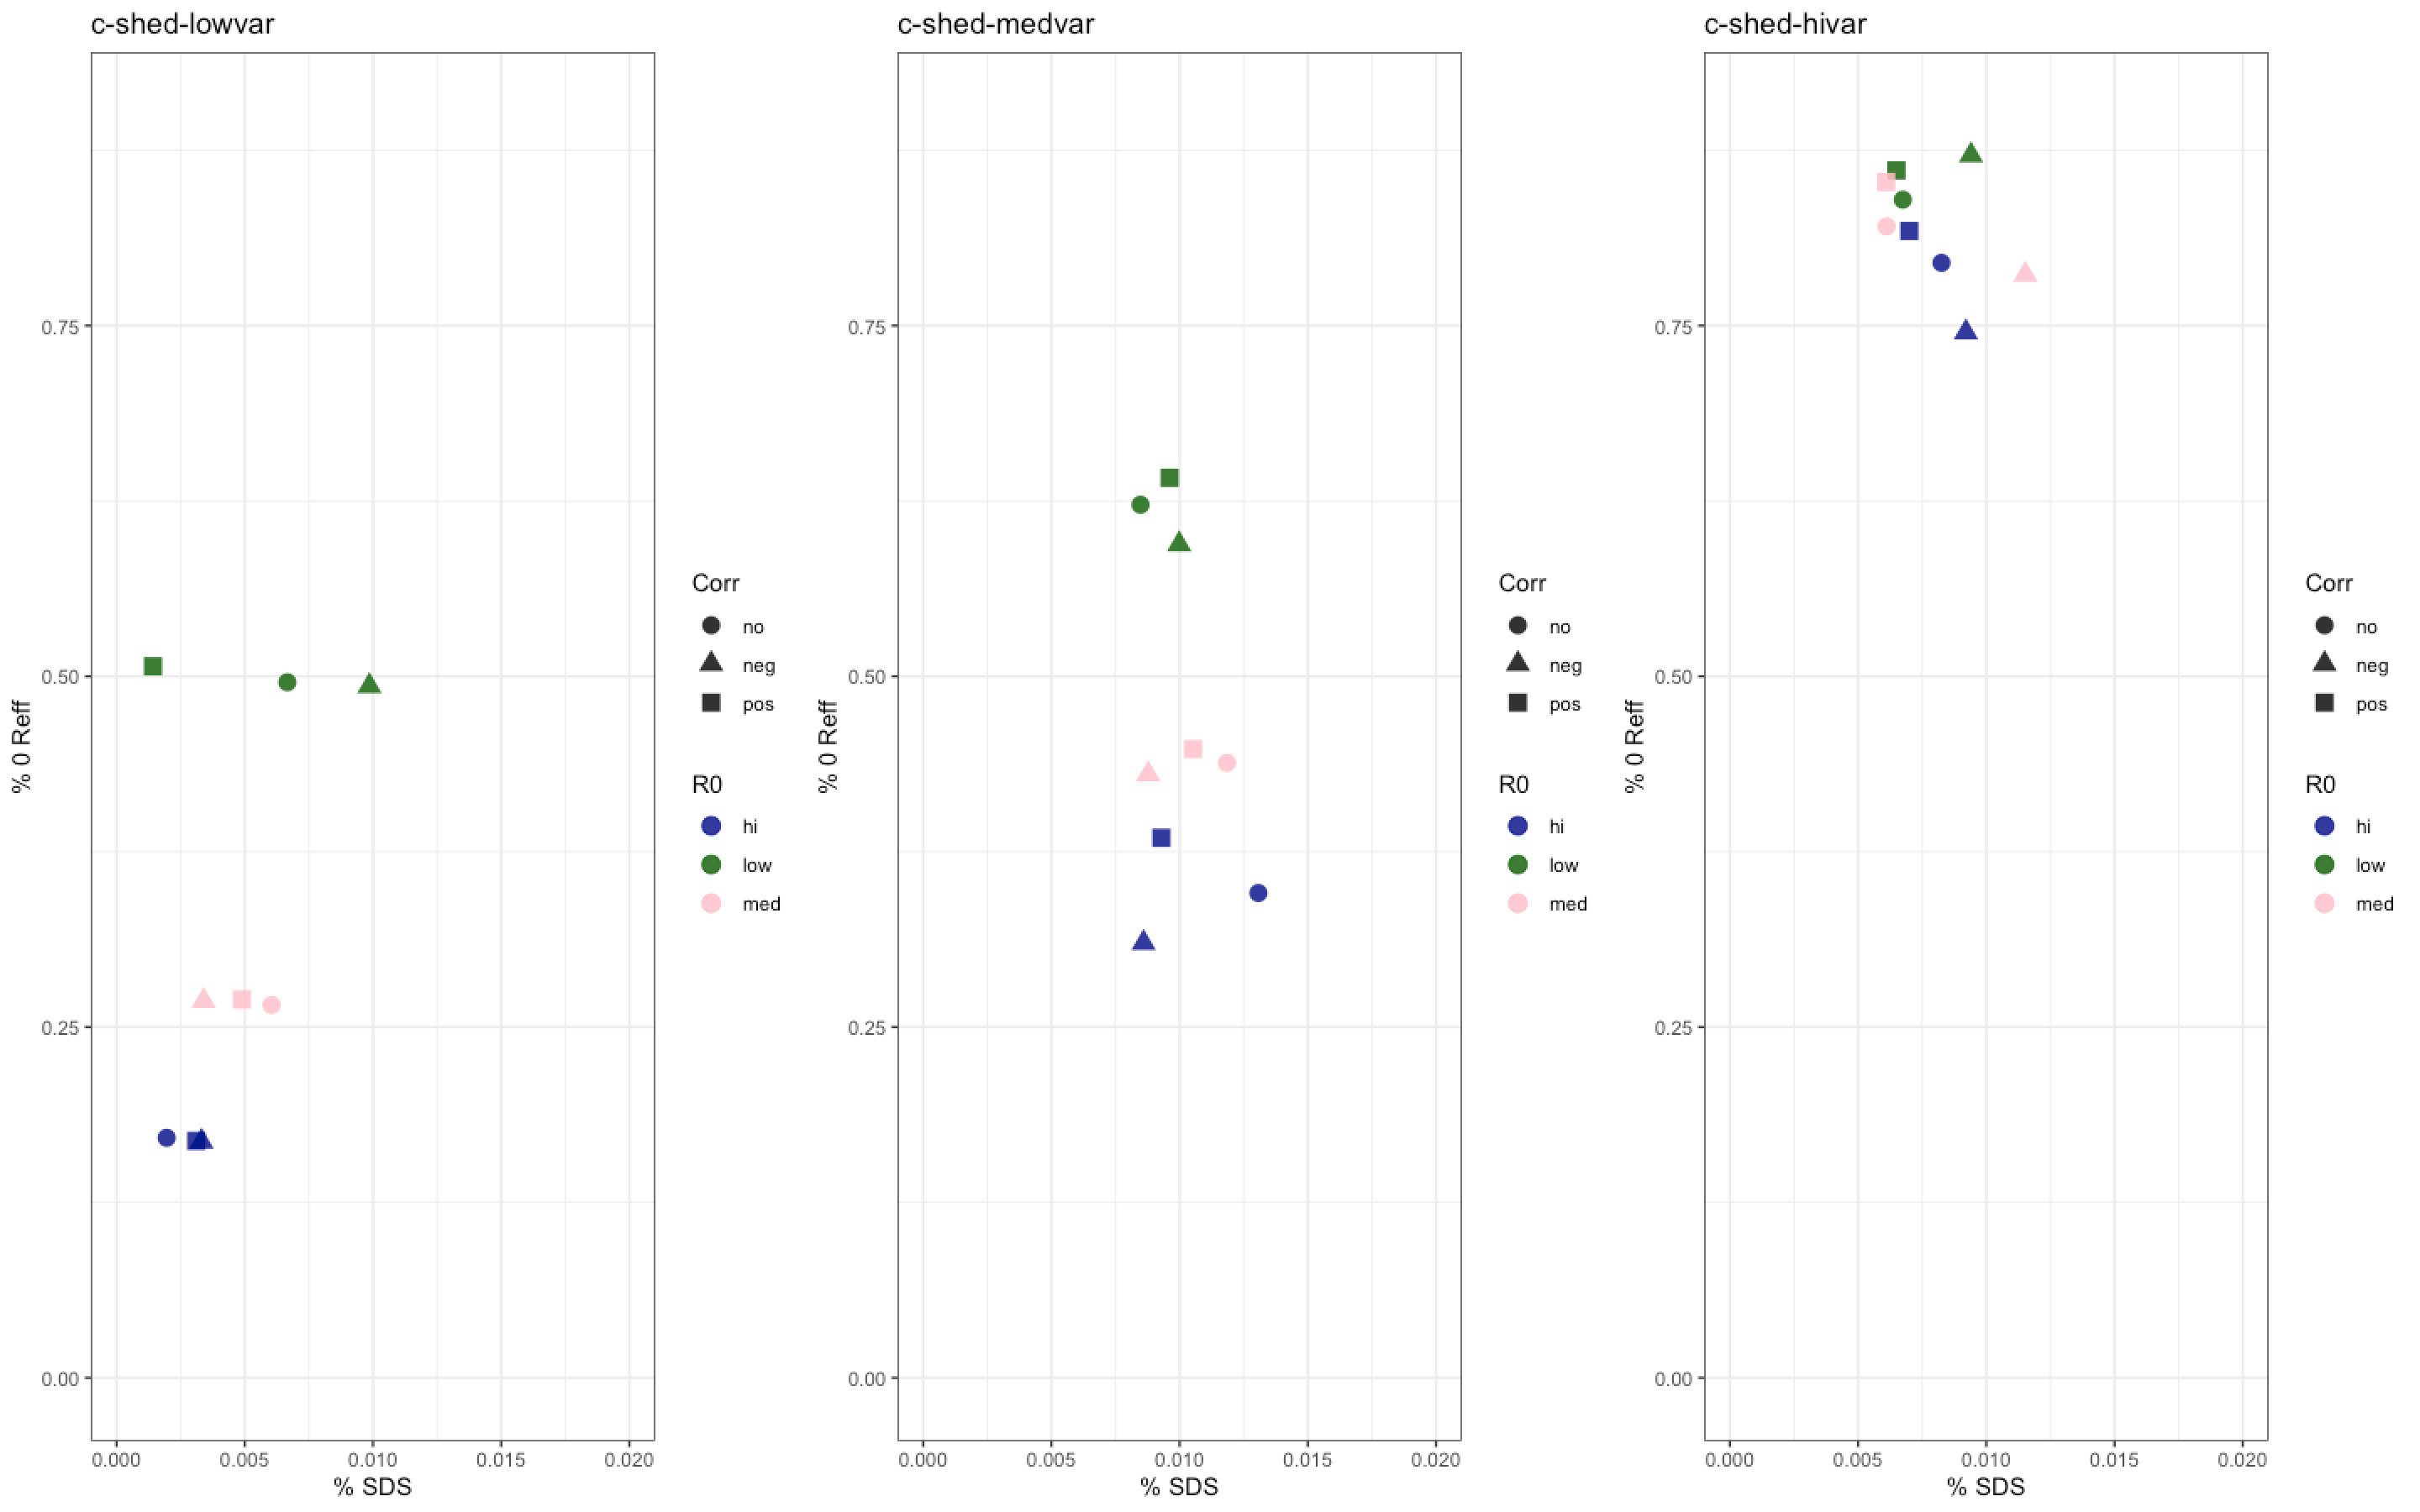 c-shed-lowvar
% 0 Reff
0.75
0.50
0.25
0.00
0.000 0.005 0.010 0.015 0.020
% SDS
Corr
no
neg
pos
R0
hi
low
med
c-shed-medvar
% 0 Reff
0.75
0.50
0.25
0.00
0.000 0.005 0.010 0.015 0.020
% SDS
Corr
no
neg
pos
R0
hi
low
med
c-shed-hivar
% 0 Reff
0.75
0.50
0.25
0.00
0.000 0.005 0.010 0.015 0.020
% SDS
Corr
no
neg
pos
R0
hi
low
med